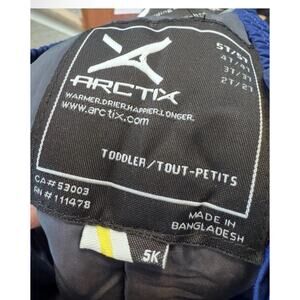 5T/5T
4T/4T
3T/3T
2T/2T
ARCTIX
WARMER.DRIER.HAPPIER.LONGER.
www.arctix.com
TODDLER/TOUT-PETITS
CA# 53003
RN # 111478
MADE IN
BANGLADESH
5K